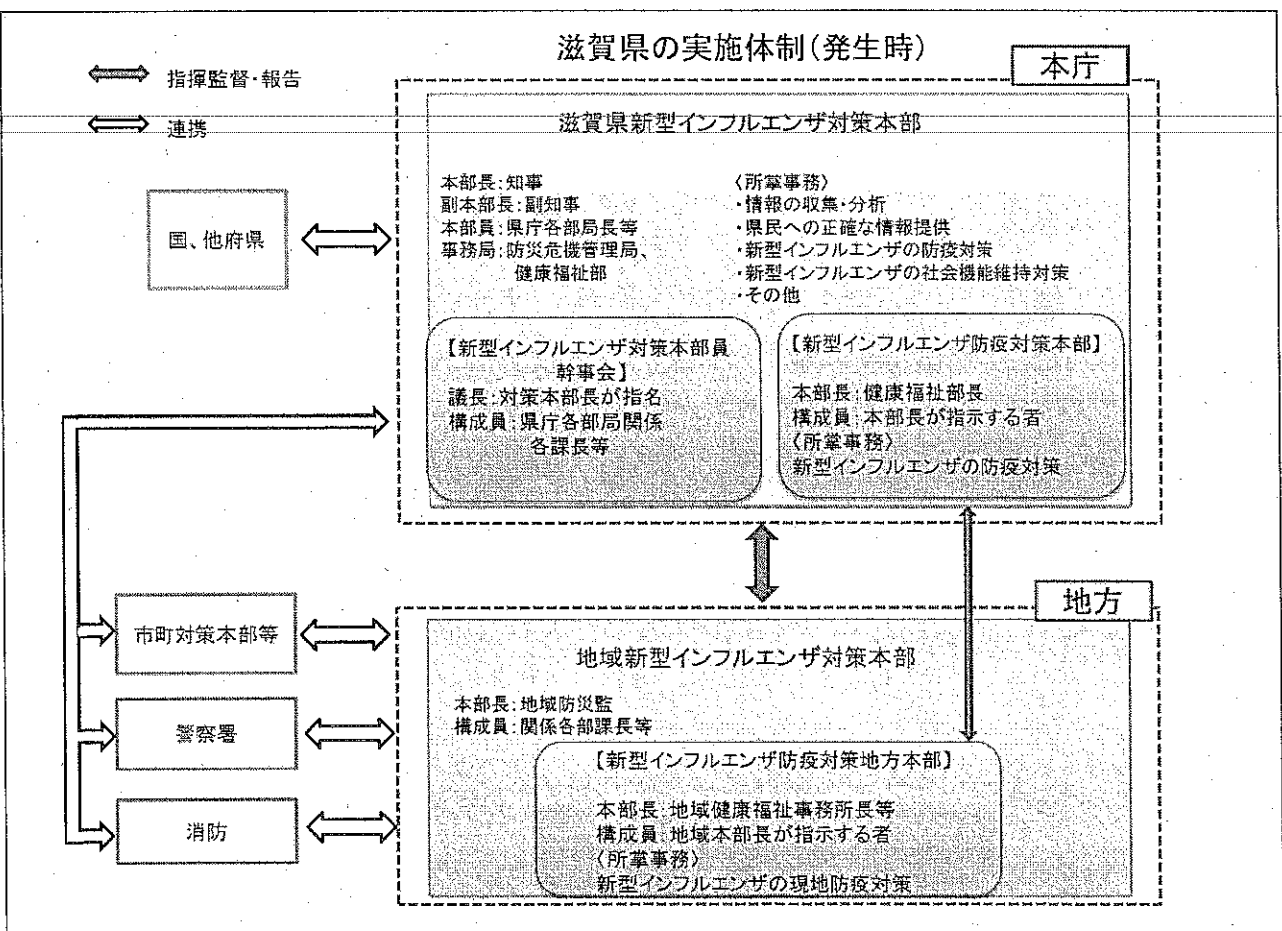 滋賀県の実施体制(発生時)
本庁
指揮監督・報告
連携
滋賀県新型インフルエンザ対策本部
本部長:知事
副本部長:副知事
本部員:県庁各部局長等
事務局:防災危機管理局、
健康福祉部
〈所掌事務〉
・情報の収集・分析
・県民への正確な情報提供
・新型インフルエンザの防疫対策
・新型インフルエンザの社会機能維持対策
・その他
国、他府県
【新型インフルエンザ対策本部員
幹事会】
議長:対策本部長が指名
構成員:県庁各部局関係
各課長等
【新型インフルエンザ防疫対策本部】
本部長:健康福祉部長
構成員:本部長が指示する者
〈所掌事務〉
新型インフルエンザの防疫対策
地方
市町対策本部等
警察署
消防
地域新型インフルエンザ対策本部
本部長:地域防災監
構成員:関係各部課長等
【新型インフルエンザ防疫対策地方本部】
本部長:地域健康福祉事務所長等
構成員:地域本部長が指示する者
〈所掌事務〉
新型インフルエンザの現地防疫対策